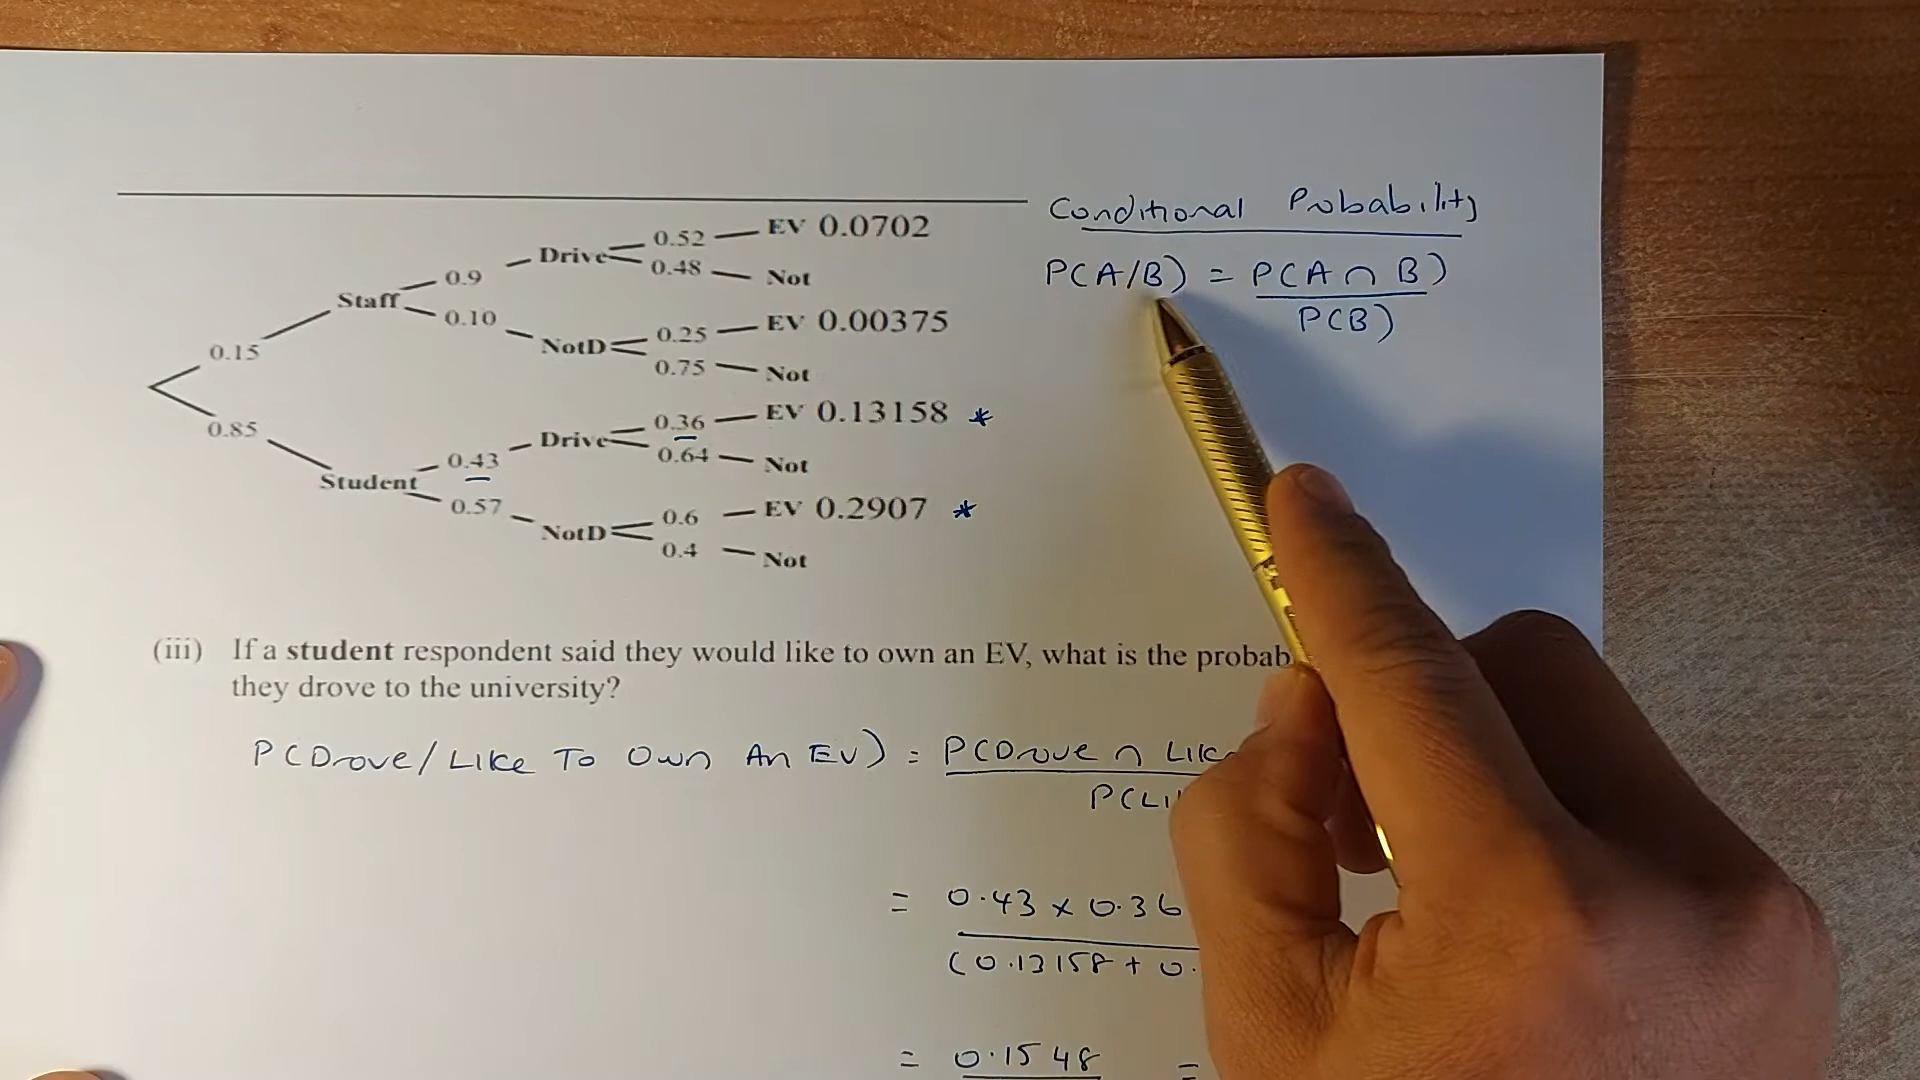 Conditional Probability
P(A/B) = P(A ∩ B)
P(B)
0.52 EV 0.0702
Drive
0.9 0.48 Not
Staff
0.10 0.25 EV 0.00375
NotD
0.15 0.75 Not
0.85 0.36 EV 0.13158 *
Drive
0.43 0.64 Not
Student
0.57 0.6 EV 0.2907 *
NotD
0.4 Not
(iii) If a student respondent said they would like to own an EV, what is the
they drove to the university?
P(Drove/Like To Own An EV) = P(Drove ∩
= 0.43 x 0.36
(0.13158 +
= 0.1548 =